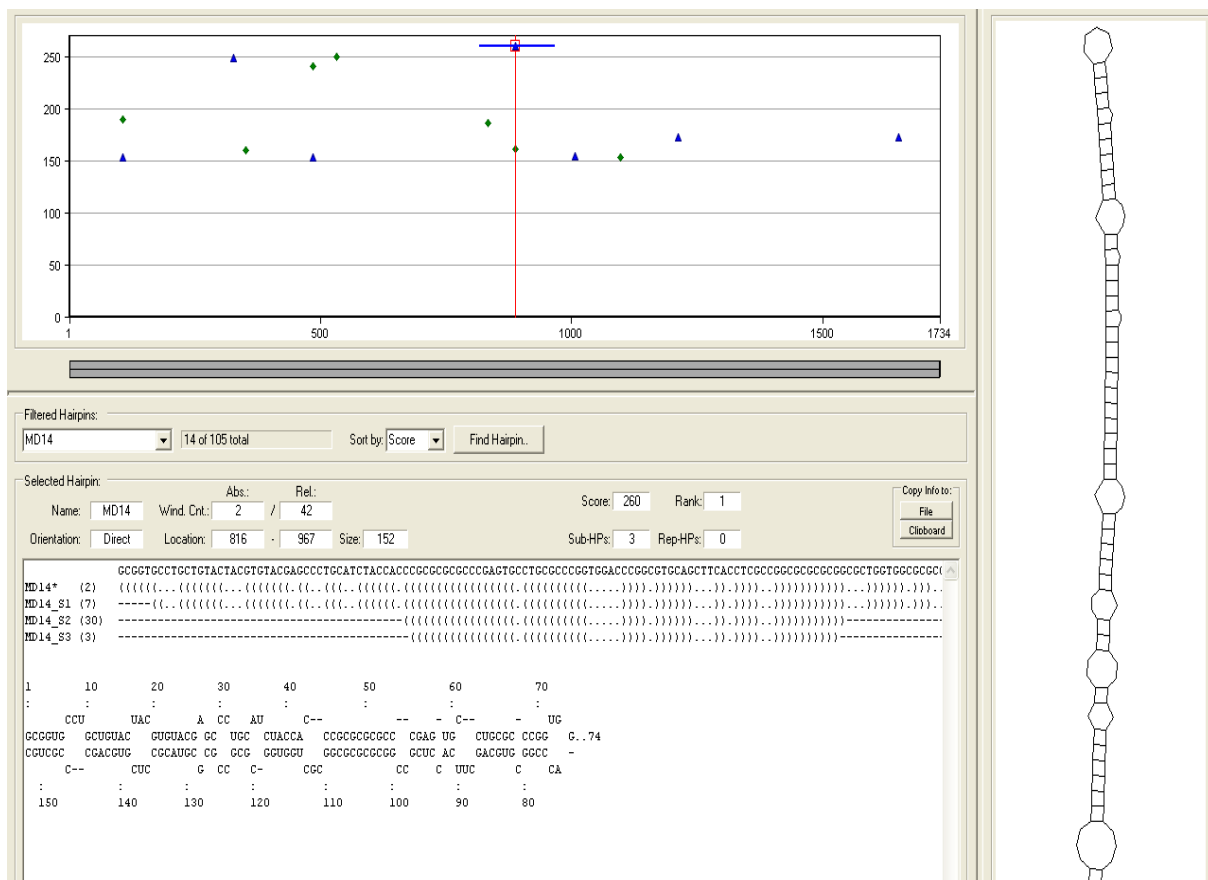 250
200
150
100
50
0
1 500 1000 1500 1734
Filtered Hairpins:
MD14 14 of 105 total Sort by: Score Find Hairpin..
Selected Hairpin:
Abs.: Rel.: Copy Info to:
Name: MD14 Wind. Cnt.: 2 / 42 Score: 260 Rank: 1 File
Orientation: Direct Location: 816 - 967 Size: 152 Sub-HPs: 3 Rep-HPs: 0 Clipboard
MD14* (2)
MD14_S1 (7)
MD14_S2 (30)
MD14_S3 (3)
1 10 20 30 40 50 60 70
: : : : : : : :
CCU UAC A CC AU C-- -- - C-- - UG
GCGGUG GCUGUAC GUGUACG GC UGC CUACCA CCGCGCGCGCC CGAG UG CUGCGC CCGG G..74
CGUCGC CGACGUG CGCAUGC CG GCG GGUGGU GGCGCGCGCGG GCUC AC GACGUG GGCC -
C-- CUC G CC C- CGC CC C UUC C CA
: : : : : : : :
150 140 130 120 110 100 90 80